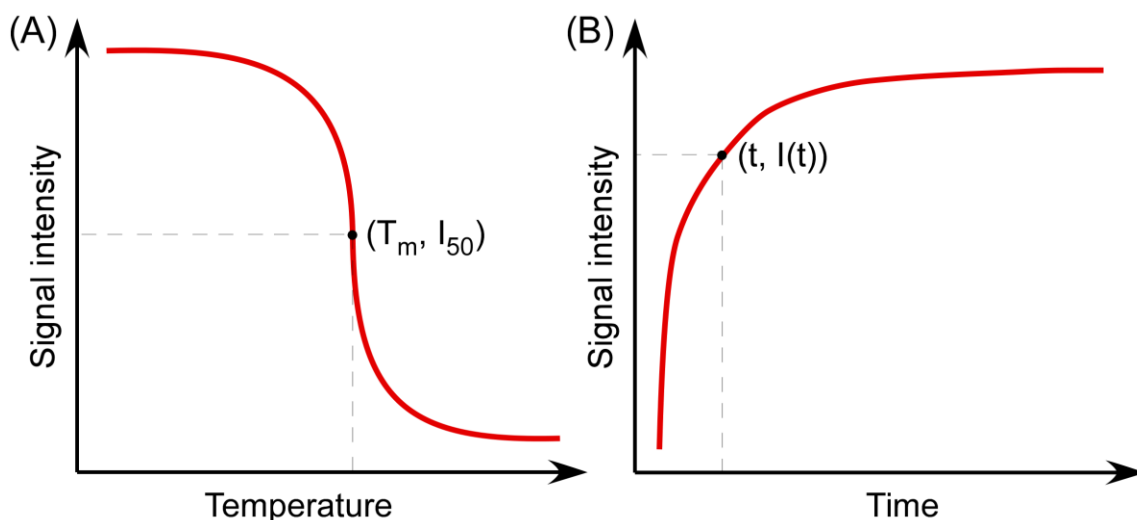 (A)
Signal intensity
(Tₘ, I₅₀)
Temperature
(B)
Signal intensity
(t, I(t))
Time